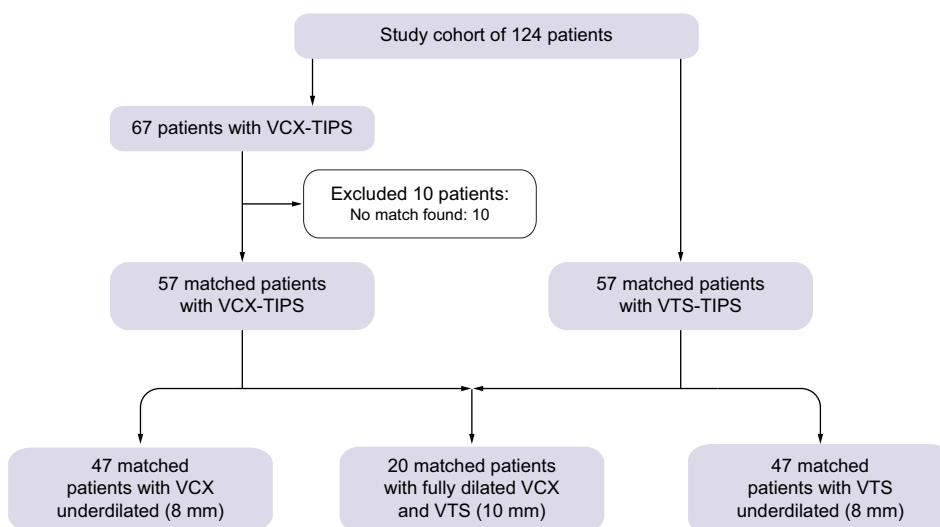 Study cohort of 124 patients
67 patients with VCX-TIPS
Excluded 10 patients:
No match found: 10
57 matched patients
with VCX-TIPS
57 matched patients
with VTS-TIPS
47 matched
patients with VCX
underdilated (8 mm)
20 matched patients
with fully dilated VCX
and VTS (10 mm)
47 matched
patients with VTS
underdilated (8 mm)